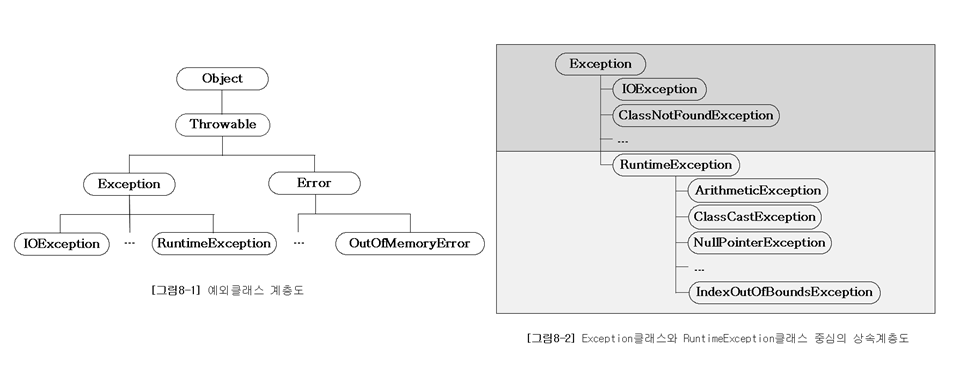 Object
Throwable
Exception
Error
IOException
...
RuntimeException
...
OutOfMemoryError
[그림8-1] 예외클래스 계층도
Exception
IOException
ClassNotFoundException
...
RuntimeException
ArithmeticException
ClassCastException
NullPointerException
...
IndexOutOfBoundsException
[그림8-2] Exception클래스와 RuntimeException클래스 중심의 상속계층도